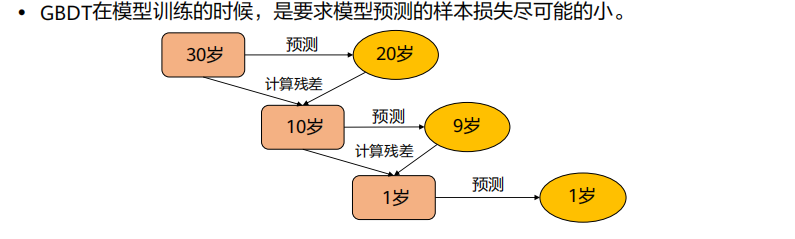 • GBDT在模型训练的时候，是要求模型预测的样本损失尽可能的小。
30岁
预测
20岁
计算残差
10岁
预测
9岁
计算残差
1岁
预测
1岁